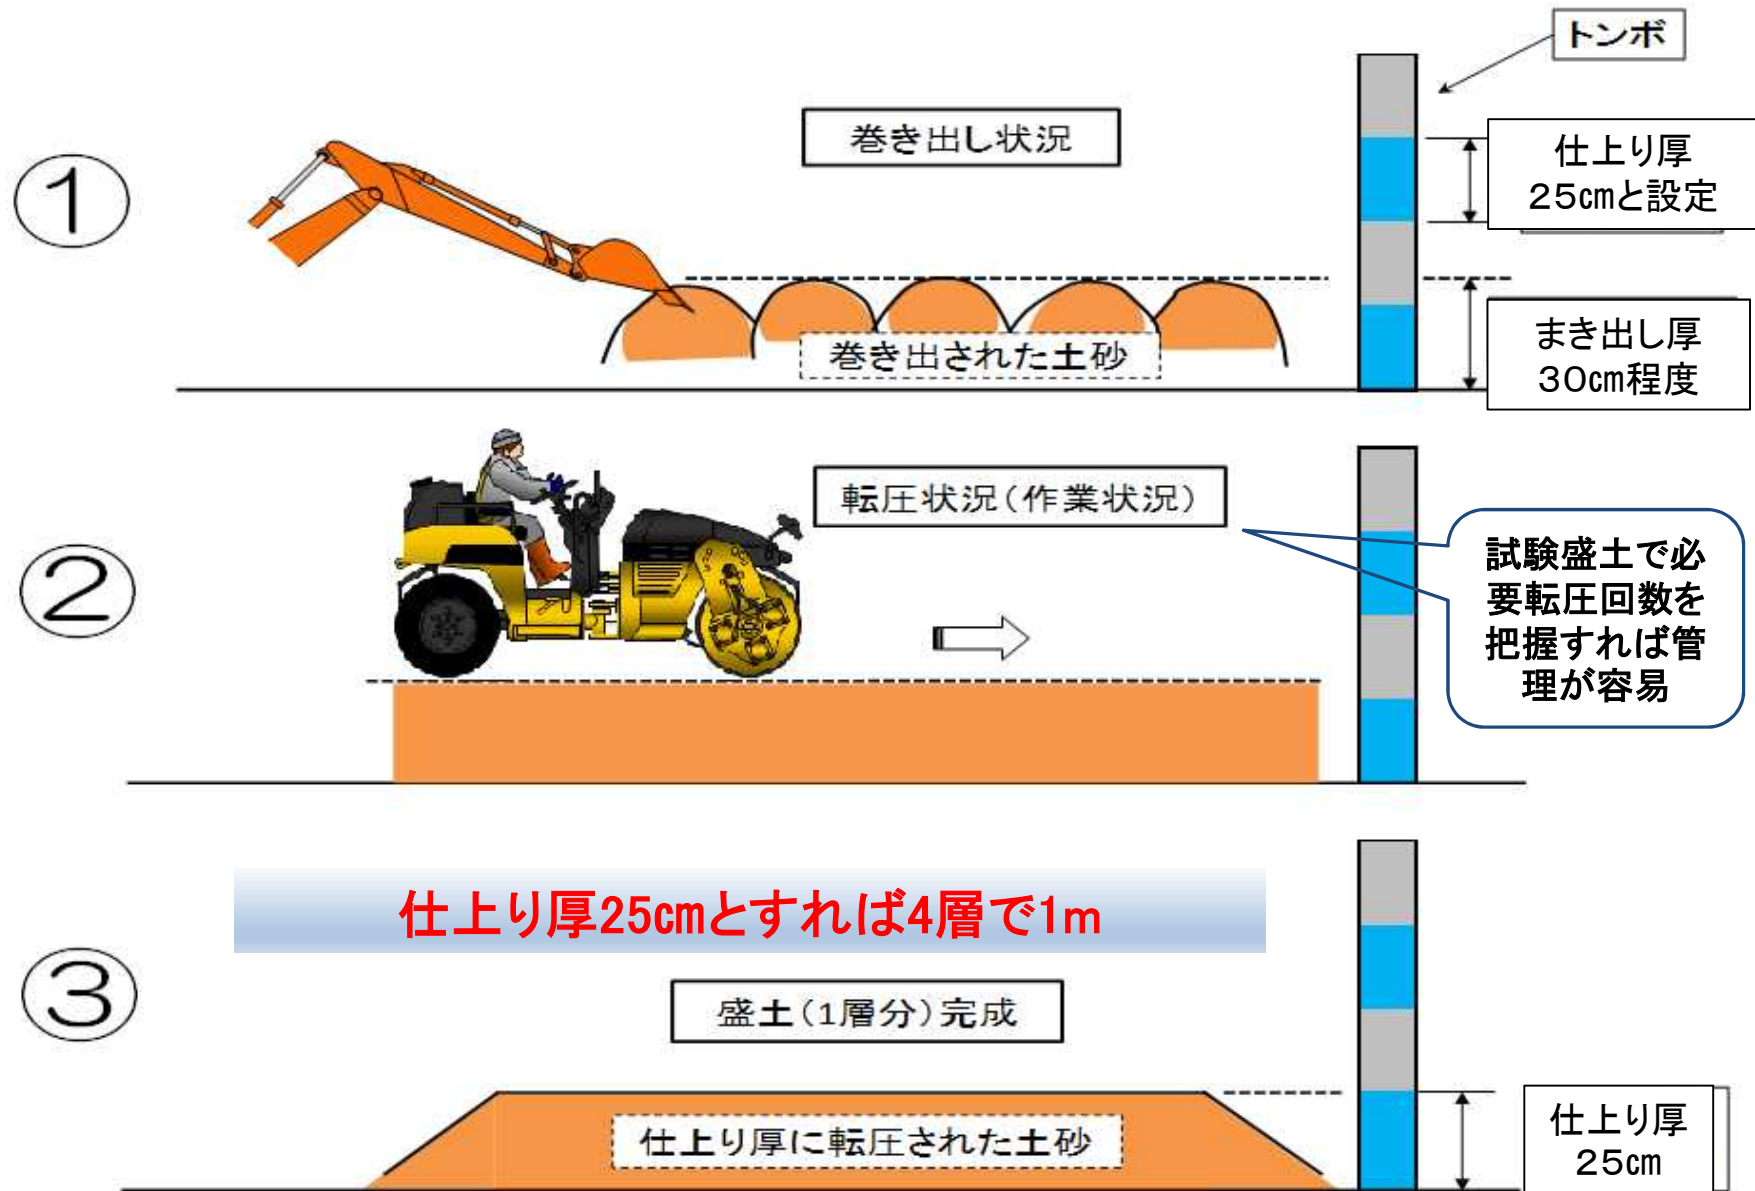 トンボ
①
巻き出し状況
仕上り厚
25㎝と設定
巻き出された土砂
まき出し厚
30㎝程度
②
転圧状況(作業状況)
試験盛土で必
要転圧回数を
把握すれば管
理が容易
仕上り厚25㎝とすれば4層で1m
③
盛土(1層分)完成
仕上り厚に転圧された土砂
仕上り厚
25㎝